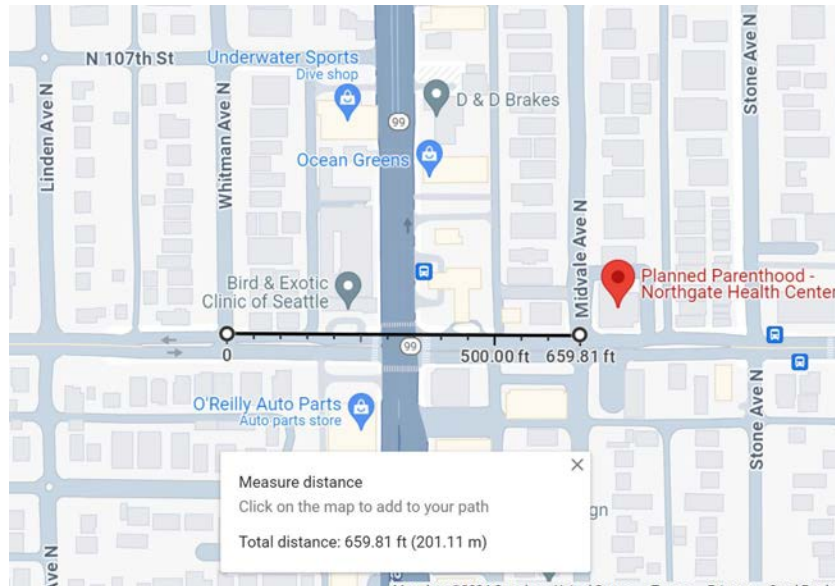 N 107th St
Underwater Sports
Dive shop
D & D Brakes
99
Ocean Greens
Linden Ave N
Whitman Ave N
Stone Ave N
Midvale Ave N
Bird & Exotic
Clinic of Seattle
Planned Parenthood -
Northgate Health Center
0
99
500.00 ft
659.81 ft
O'Reilly Auto Parts
Auto parts store
Stone Ave N
Measure distance
Click on the map to add to your path
Total distance: 659.81 ft (201.11 m)
gn
ve N